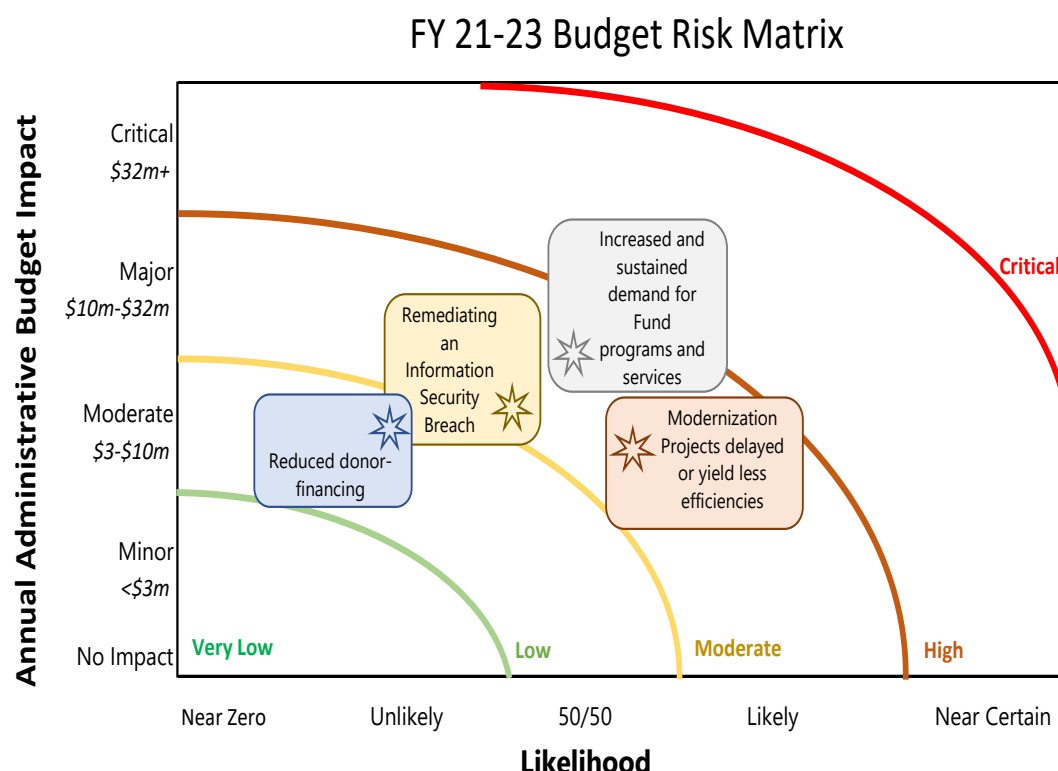 FY 21-23 Budget Risk Matrix
Annual Administrative Budget Impact
Critical
$32m+
Major
$10m-$32m
Moderate
$3-$10m
Minor
<$3m
No Impact
Increased and
sustained
demand for
Fund
programs and
services
Critical
Remediating
an
Information
Security
Breach
Reduced donor-
financing
Modernization
Projects delayed
or yield less
efficiencies
Very Low
Low
Moderate
High
Near Zero
Unlikely
50/50
Likely
Near Certain
Likelihood